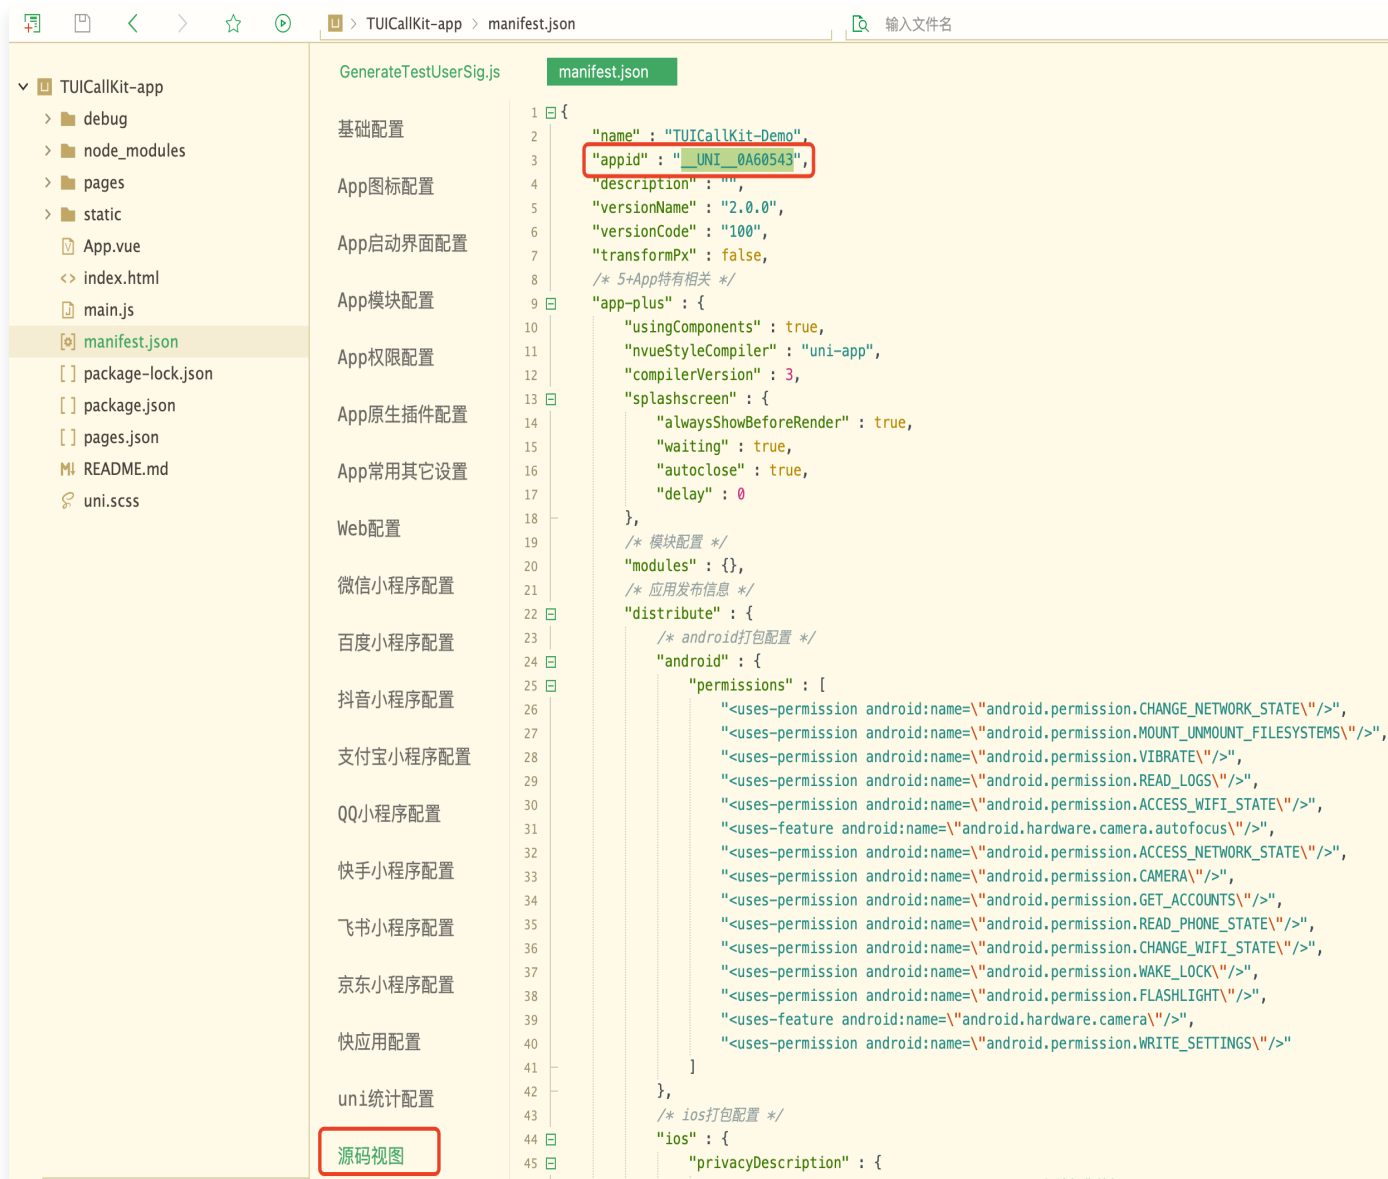 TUICallKit-app > manifest.json
输入文件名
TUICallKit-app
debug
node_modules
pages
static
App.vue
index.html
main.js
manifest.json
package-lock.json
package.json
pages.json
README.md
uni.scss
GenerateTestUserSig.js
manifest.json
基础配置
App图标配置
App启动界面配置
App模块配置
App权限配置
App原生插件配置
App常用其它设置
Web配置
微信小程序配置
百度小程序配置
抖音小程序配置
支付宝小程序配置
QQ小程序配置
快手小程序配置
飞书小程序配置
京东小程序配置
快应用配置
uni统计配置
源码视图
1 {
2 "name" : "TUICallKit-Demo",
3 "appid" : "__UNI__0A60543",
4 "description" : "",
5 "versionName" : "2.0.0",
6 "versionCode" : "100",
7 "transformPx" : false,
8 /* 5+App特有相关 */
9 "app-plus" : {
10 "usingComponents" : true,
11 "nvueStyleCompiler" : "uni-app",
12 "compilerVersion" : 3,
13 "splashscreen" : {
14 "alwaysShowBeforeRender" : true,
15 "waiting" : true,
16 "autoclose" : true,
17 "delay" : 0
18 },
19 /* 模块配置 */
20 "modules" : {},
21 /* 应用发布信息 */
22 "distribute" : {
23 /* android打包配置 */
24 "android" : {
25 "permissions" : [
26 "<uses-permission android:name=\"android.permission.CHANGE_NETWORK_STATE\"/>",
27 "<uses-permission android:name=\"android.permission.MOUNT_UNMOUNT_FILESYSTEMS\"/>",
28 "<uses-permission android:name=\"android.permission.VIBRATE\"/>",
29 "<uses-permission android:name=\"android.permission.READ_LOGS\"/>",
30 "<uses-permission android:name=\"android.permission.ACCESS_WIFI_STATE\"/>",
31 "<uses-feature android:name=\"android.hardware.camera.autofocus\"/>",
32 "<uses-permission android:name=\"android.permission.ACCESS_NETWORK_STATE\"/>",
33 "<uses-permission android:name=\"android.permission.CAMERA\"/>",
34 "<uses-permission android:name=\"android.permission.GET_ACCOUNTS\"/>",
35 "<uses-permission android:name=\"android.permission.READ_PHONE_STATE\"/>",
36 "<uses-permission android:name=\"android.permission.CHANGE_WIFI_STATE\"/>",
37 "<uses-permission android:name=\"android.permission.WAKE_LOCK\"/>",
38 "<uses-permission android:name=\"android.permission.FLASHLIGHT\"/>",
39 "<uses-feature android:name=\"android.hardware.camera\"/>",
40 "<uses-permission android:name=\"android.permission.WRITE_SETTINGS\"/>"
41 ]
42 },
43 /* ios打包配置 */
44 "ios" : {
45 "privacyDescription" : {